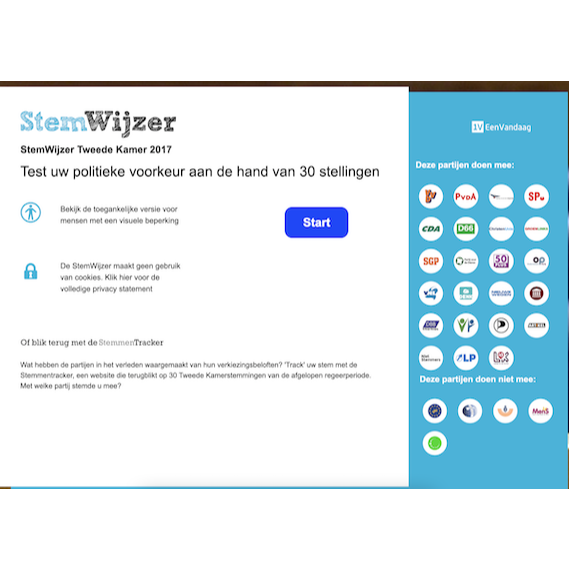 StemWijzer
StemWijzer Tweede Kamer 2017
Test uw politieke voorkeur aan de hand van 30 stellingen
Bekijk de toegankelijke versie voor
mensen met een visuele beperking
Start
De StemWijzer maakt geen gebruik
van cookies. Klik hier voor de
volledige privacy statement
Of blik terug met de StemmenTracker
Wat hebben de partijen in het verleden waargemaakt van hun verkiezingsbeloften? 'Track' uw stem met de
Stemmentracker, een website die terugblikt op 30 Tweede Kamerstemmingen van de afgelopen regeerperiode.
Met welke partij stemde u mee?
1V EenVandaag
Deze partijen doen mee:
PvdA
SP
CDA
D66
GROENLINKS
SGP
50
PLUS
OP
VP
ARTIKEL
LP
Deze partijen doen niet mee:
MenS